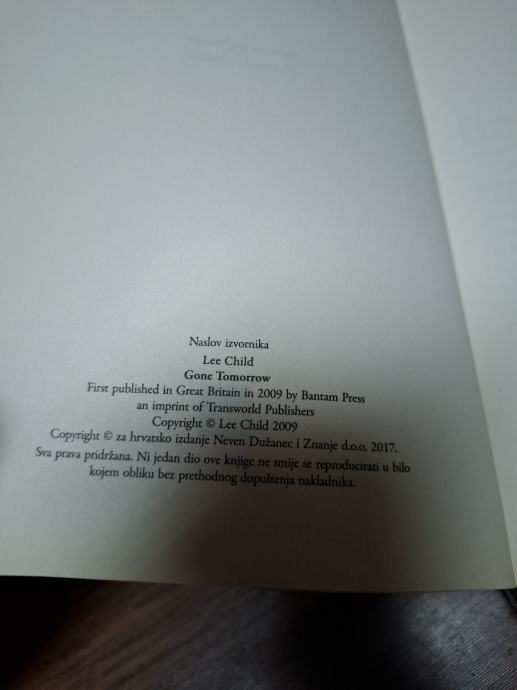 Naslov izvornika
Lee Child
Gone Tomorrow
First published in Great Britain in 2009 by Bantam Press
an imprint of Transworld Publishers
Copyright © Lee Child 2009
Copyright © za hrvatsko izdanje Neven Dužanec i Znanje d.o.o. 2017.
Sva prava pridržana. Ni jedan dio ove knjige ne smije se reproducirati u bilo
kojem obliku bez prethodnog dopuštenja nakladnika.